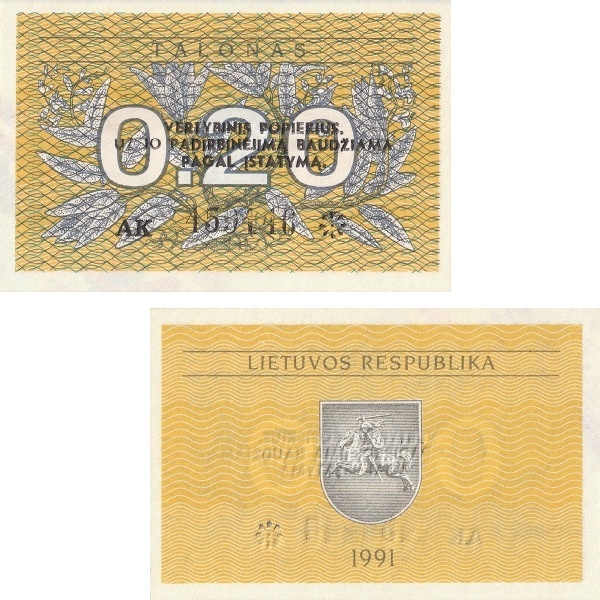 TALONAS
0.20
VERTYBINIS POPIERIUS.
UŽ JO PADIRBINĖJIMĄ BAUDŽIAMA
PAGAL ĮSTATYMĄ.
AK
LIETUVOS RESPUBLIKA
1991